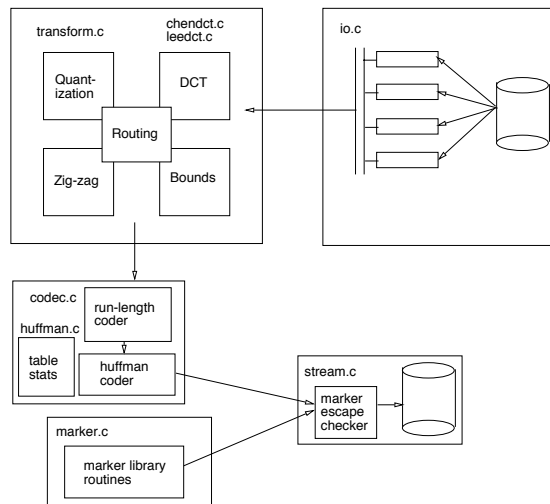 transform.c
chendct.c
leedct.c
Quant-
ization
DCT
Routing
Zig-zag
Bounds
io.c
codec.c
run-length
coder
huffman.c
table
stats
huffman
coder
stream.c
marker
escape
checker
marker.c
marker library
routines